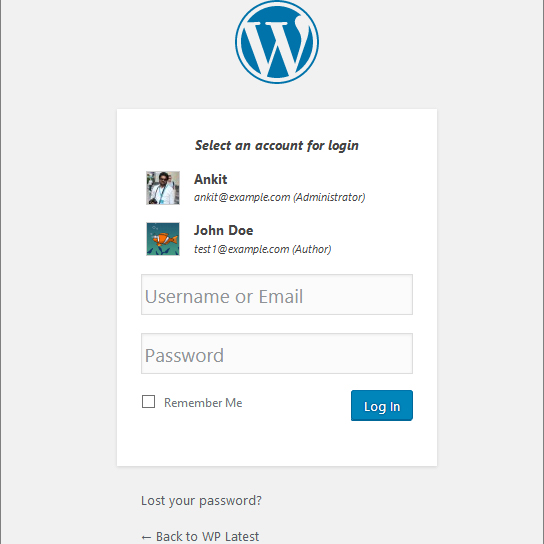 Select an account for login
Ankit
ankit@example.com (Administrator)
John Doe
test1@example.com (Author)
Username or Email
Password
Remember Me
Log In
Lost your password?
← Back to WP Latest